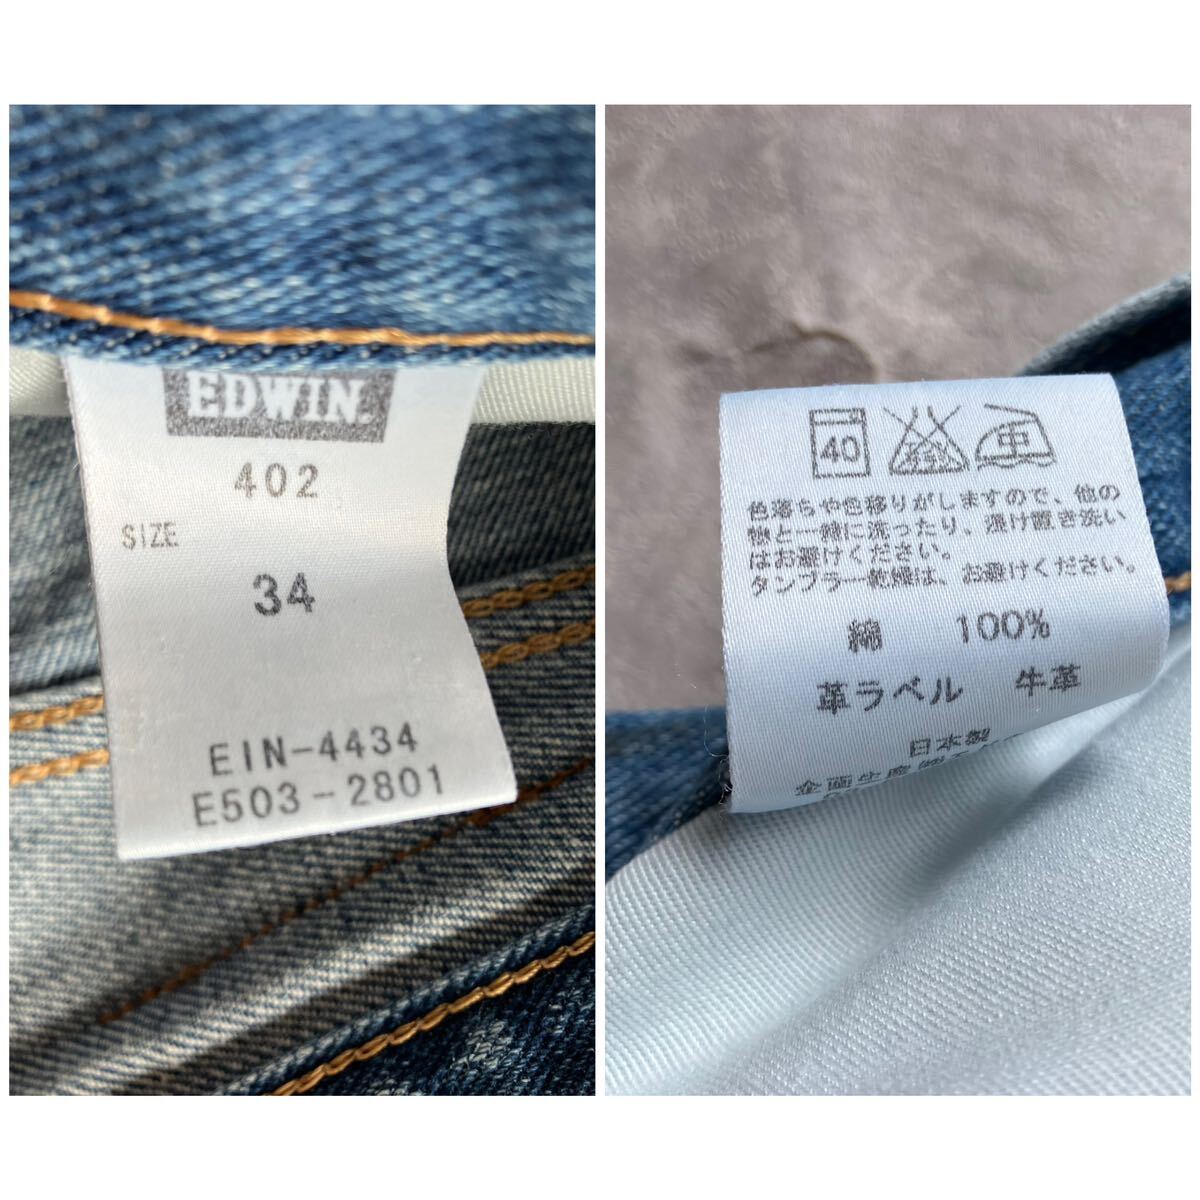 EDWIN.
402
SIZE
34
EIN-4434
E503-2801
40
中
色落ちや色移りがしますので、他の
物と一緒に洗ったり、浸け置き洗い
はお避けください。
タンブラー乾燥は、お避けください。
綿 100%
革ラベル 牛革
日本製